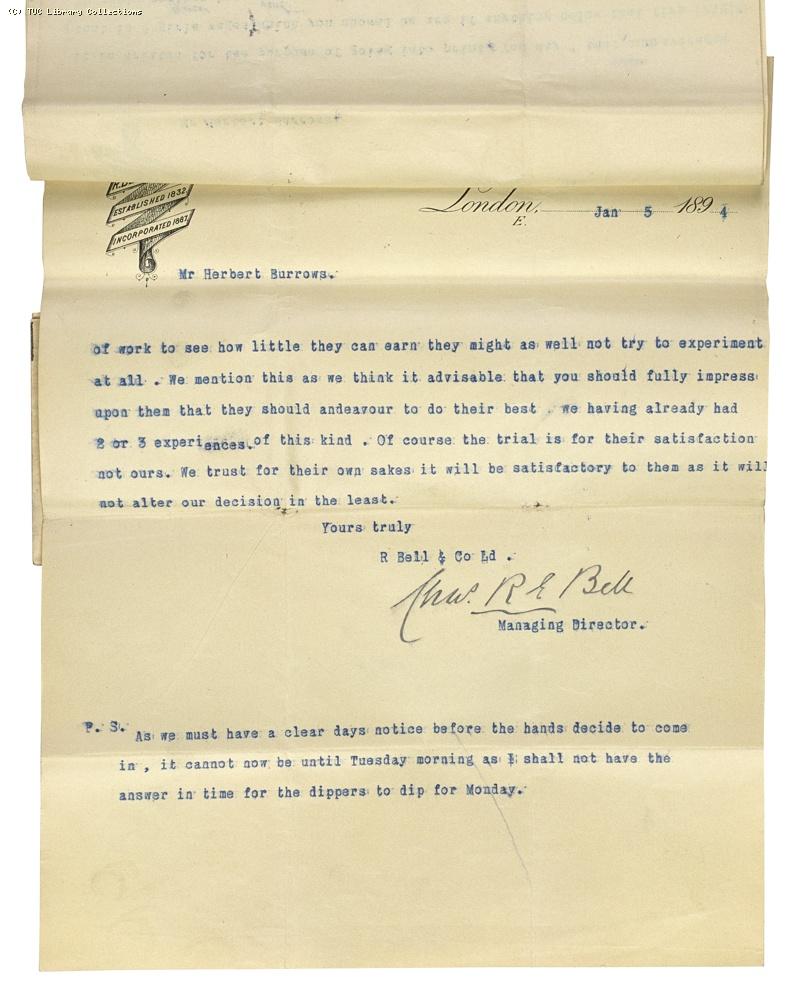 (C) TUC Library Collections
ESTABLISHED 1832.
INCORPORATED 1887.
London, Jan 5 1894
E.
Mr Herbert Burrows.
of work to see how little they can earn they might as well not try to experiment
at all . We mention this as we think it advisable that you should fully impress
upon them that they should andeavour to do their best . we having already had
2 or 3 experiences.of this kind . Of course the trial is for their satisfaction
not ours. We trust for their own sakes it will be satisfactory to them as it will
not alter our decision in the least.
Yours truly
R Bell & Co Ld .
Chas. R E Bell
Managing Director.
P. S. As we must have a clear days notice before the hands decide to come
in , it cannot now be until Tuesday morning as I shall not have the
answer in time for the dippers to dip for Monday.